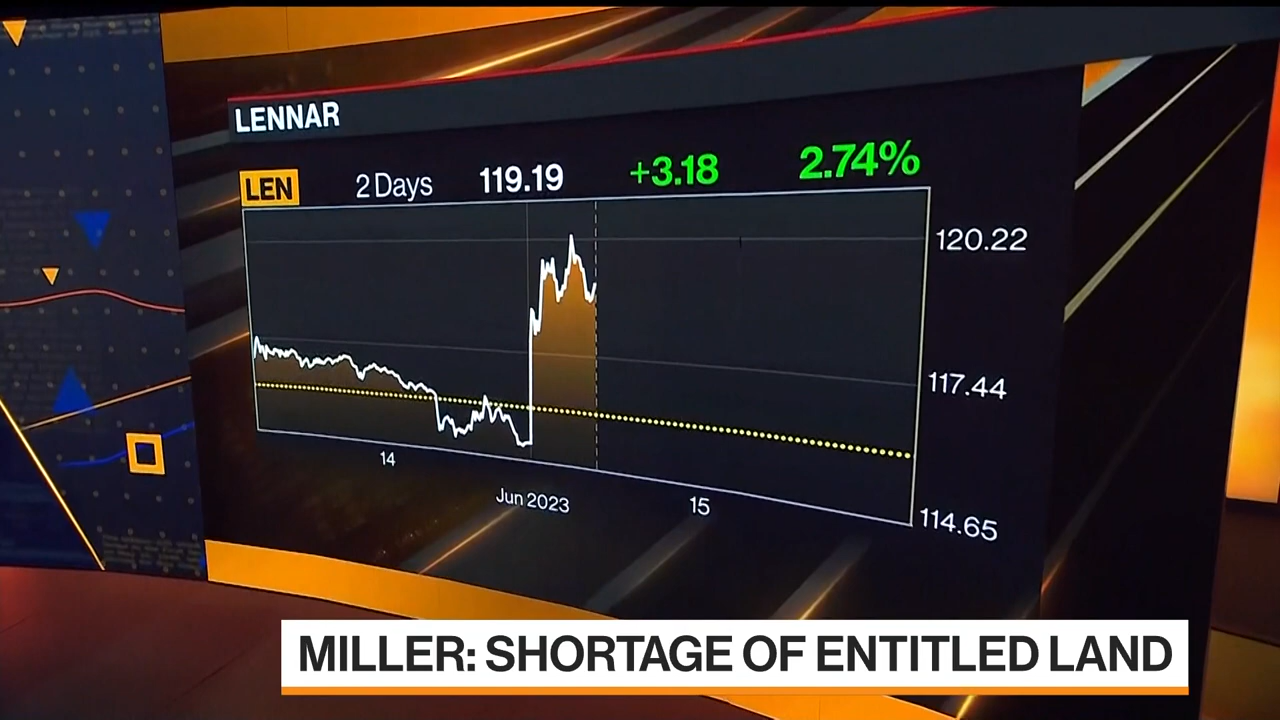 LENNAR
LEN 2 Days 119.19 +3.18 2.74%
120.22
117.44
114.65
14 15
Jun 2023
MILLER: SHORTAGE OF ENTITLED LAND